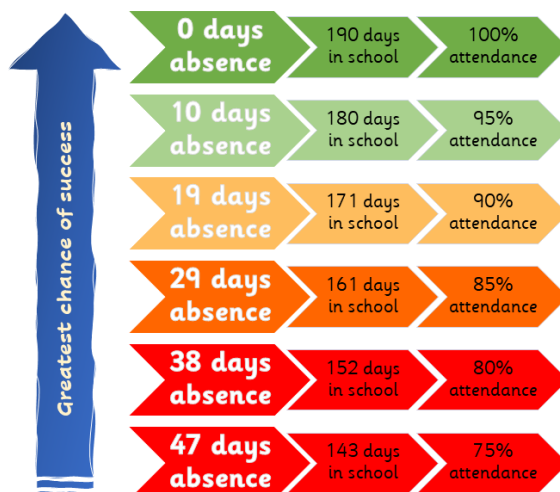 Greatest chance of success
0 days
absence
190 days
in school
100%
attendance
10 days
absence
180 days
in school
95%
attendance
19 days
absence
171 days
in school
90%
attendance
29 days
absence
161 days
in school
85%
attendance
38 days
absence
152 days
in school
80%
attendance
47 days
absence
143 days
in school
75%
attendance